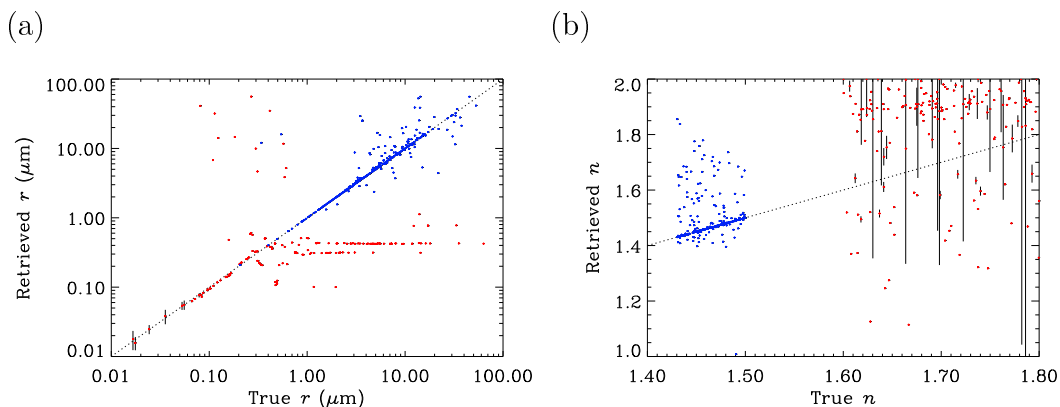 (a)
(b)
100.00
10.00
1.00
0.10
0.01
Retrieved r (μm)
0.01 0.10 1.00 10.00 100.00
True r (μm)
2.0
1.8
1.6
1.4
1.2
1.0
Retrieved n
1.40 1.50 1.60 1.70 1.80
True n